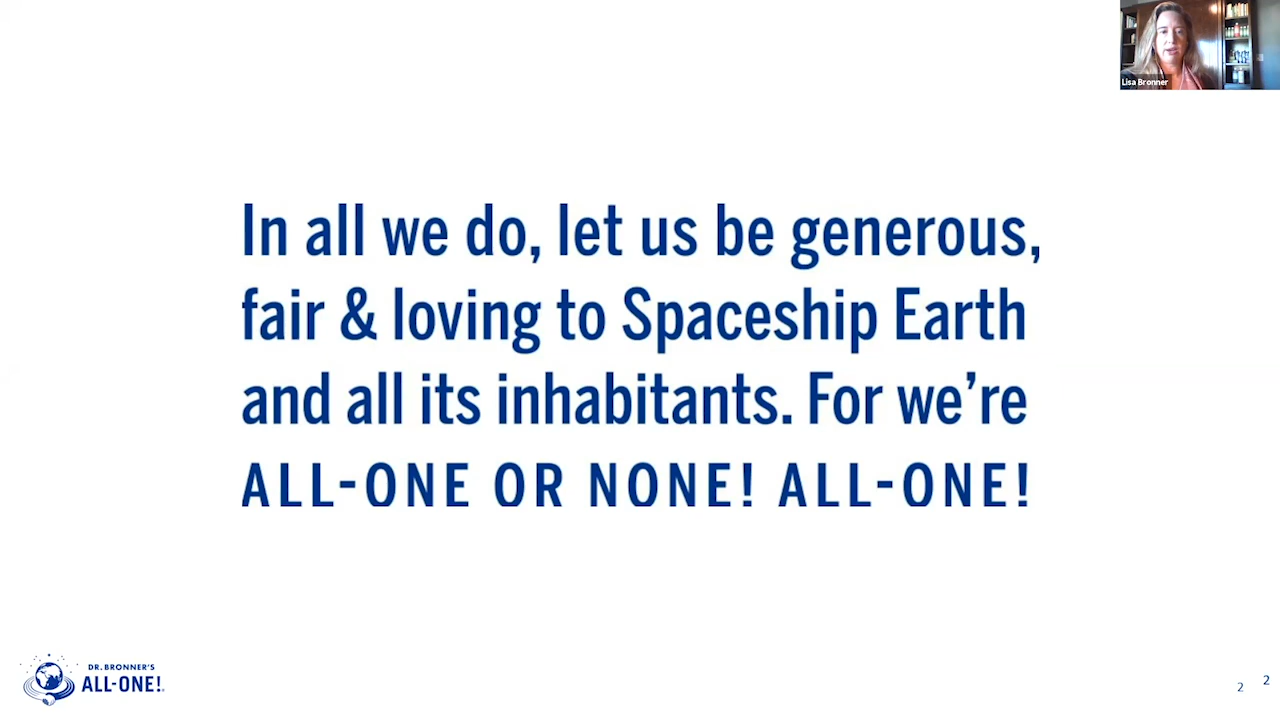 Lisa Bronner
In all we do, let us be generous,
fair & loving to Spaceship Earth
and all its inhabitants. For we’re
ALL-ONE OR NONE! ALL-ONE!
DR. BRONNER'S
ALL-ONE!
2
2